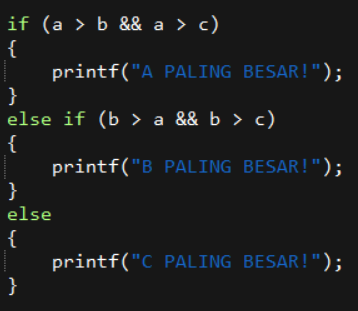 if (a > b && a > c)
{
    printf("A PALING BESAR!");
}
else if (b > a && b > c)
{
    printf("B PALING BESAR!");
}
else
{
    printf("C PALING BESAR!");
}